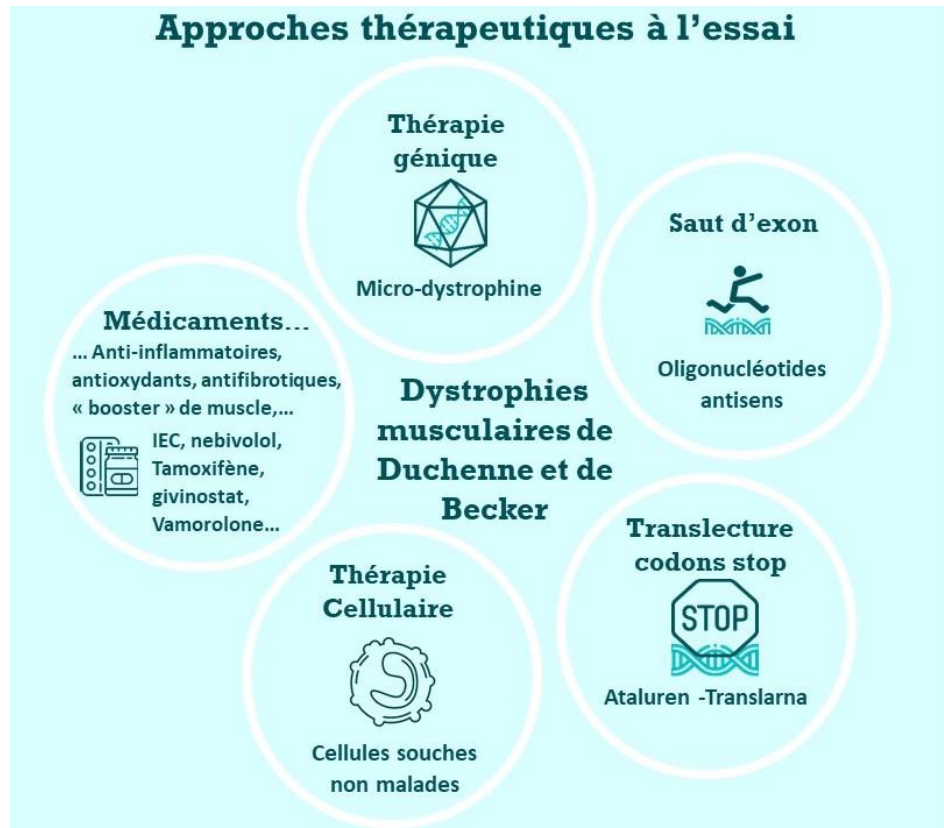 Approches thérapeutiques à l'essai
Thérapie
génique
Micro-dystrophine
Saut d'exon
Oligonucléotides
antisens
Médicaments...
... Anti-inflammatoires,
antioxydants, antifibrotiques,
« booster » de muscle,...
IEC, nebivolol,
Tamoxifène,
givinostat,
Vamorolone...
Dystrophies
musculaires de
Duchenne et de
Becker
Translecture
codons stop
STOP
Ataluren -Translarna
Thérapie
Cellulaire
S
Cellules souches
non malades